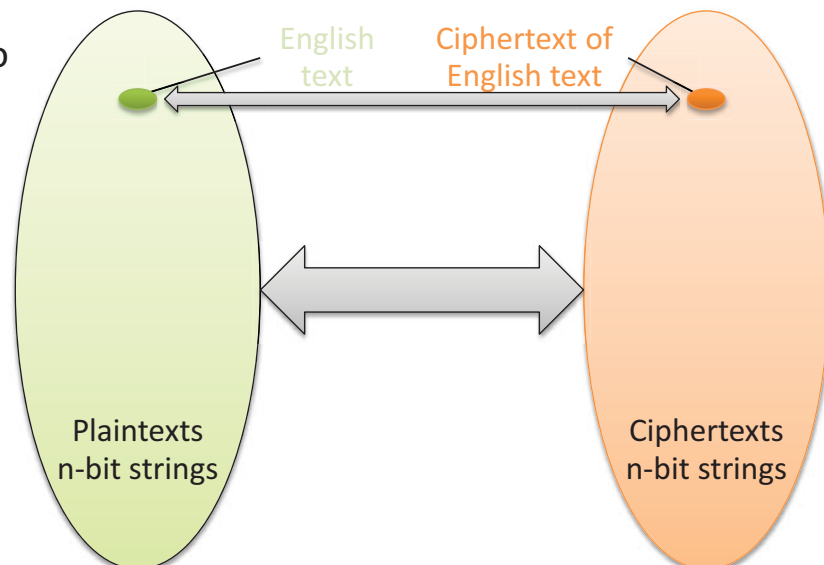 English
text
Ciphertext of
English text
Plaintexts
n-bit strings
Ciphertexts
n-bit strings